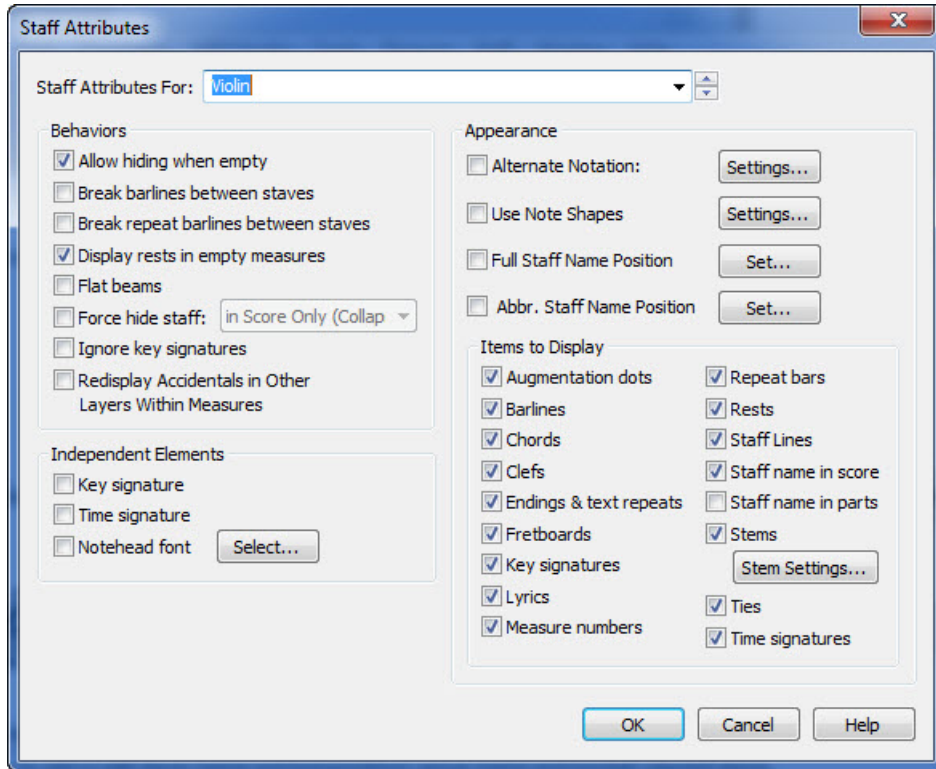 Staff Attributes
X
Staff Attributes For: Violin
Behaviors
Allow hiding when empty
Break barlines between staves
Break repeat barlines between staves
Display rests in empty measures
Flat beams
Force hide staff: in Score Only (Collap
Ignore key signatures
Redisplay Accidentals in Other
Layers Within Measures
Independent Elements
Key signature
Time signature
Notehead font Select...
Appearance
Alternate Notation: Settings...
Use Note Shapes Settings...
Full Staff Name Position Set...
Abbr. Staff Name Position Set...
Items to Display
Augmentation dots
Barlines
Chords
Clefs
Endings & text repeats
Fretboards
Key signatures
Lyrics
Measure numbers
Repeat bars
Rests
Staff Lines
Staff name in score
Staff name in parts
Stems
Stem Settings...
Ties
Time signatures
OK Cancel Help